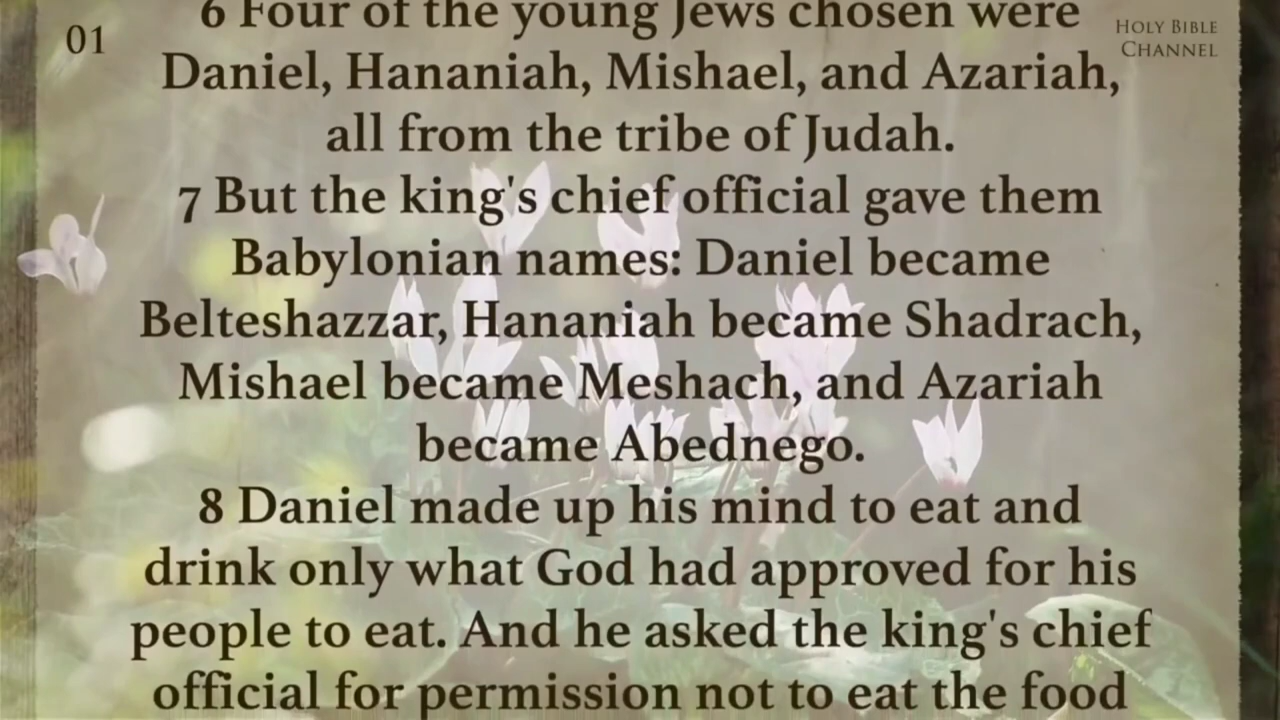 01
HOLY BIBLE
CHANNEL
6 Four of the young Jews chosen were
Daniel, Hananiah, Mishael, and Azariah,
all from the tribe of Judah.
7 But the king's chief official gave them
Babylonian names: Daniel became
Belteshazzar, Hananiah became Shadrach,
Mishael became Meshach, and Azariah
became Abednego.
8 Daniel made up his mind to eat and
drink only what God had approved for his
people to eat. And he asked the king's chief
official for permission not to eat the food